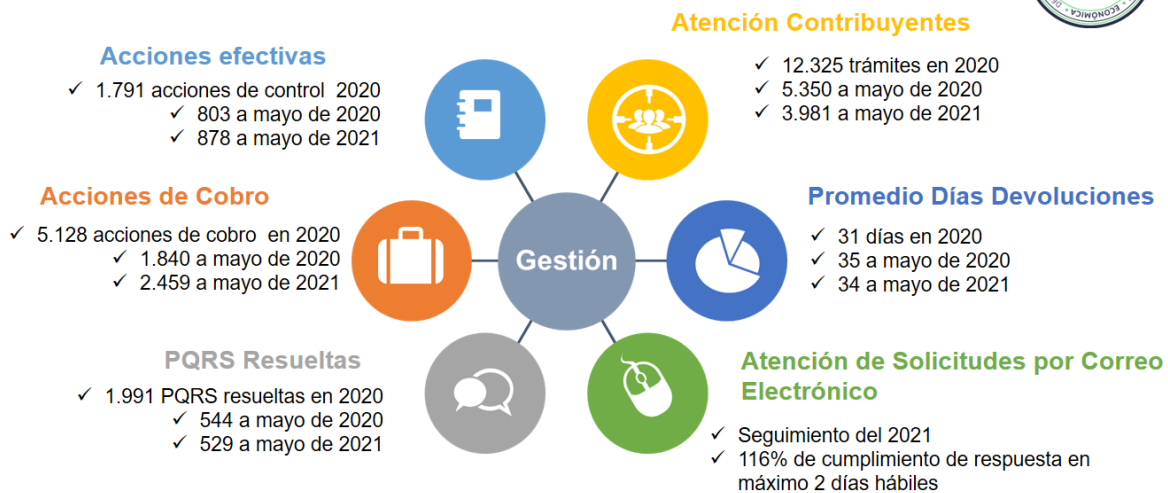 ECONÓMICA
Atención Contribuyentes
✓ 12.325 trámites en 2020
✓ 5.350 a mayo de 2020
✓ 3.981 a mayo de 2021
Acciones efectivas
✓ 1.791 acciones de control 2020
✓ 803 a mayo de 2020
✓ 878 a mayo de 2021
Acciones de Cobro
✓ 5.128 acciones de cobro en 2020
✓ 1.840 a mayo de 2020
✓ 2.459 a mayo de 2021
Gestión
Promedio Días Devoluciones
✓ 31 días en 2020
✓ 35 a mayo de 2020
✓ 34 a mayo de 2021
PQRS Resueltas
✓ 1.991 PQRS resueltas en 2020
✓ 544 a mayo de 2020
✓ 529 a mayo de 2021
Atención de Solicitudes por Correo
Electrónico
✓ Seguimiento del 2021
✓ 116% de cumplimiento de respuesta en
máximo 2 días hábiles